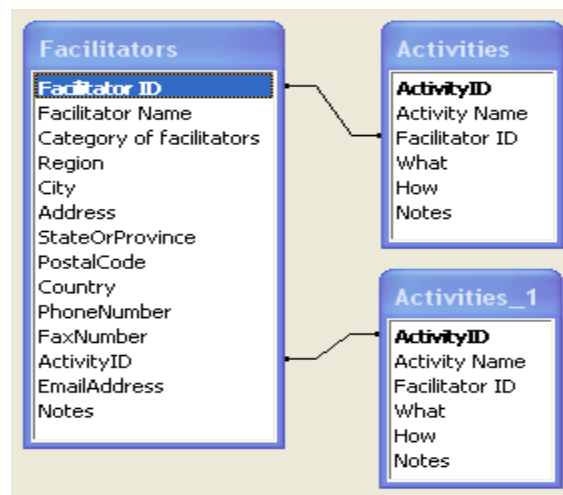 Facilitators
Facilitator ID
Facilitator Name
Category of facilitators
Region
City
Address
StateOrProvince
PostalCode
Country
PhoneNumber
FaxNumber
ActivityID
EmailAddress
Notes
Activities
ActivityID
Activity Name
Facilitator ID
What
How
Notes
Activities_1
ActivityID
Activity Name
Facilitator ID
What
How
Notes